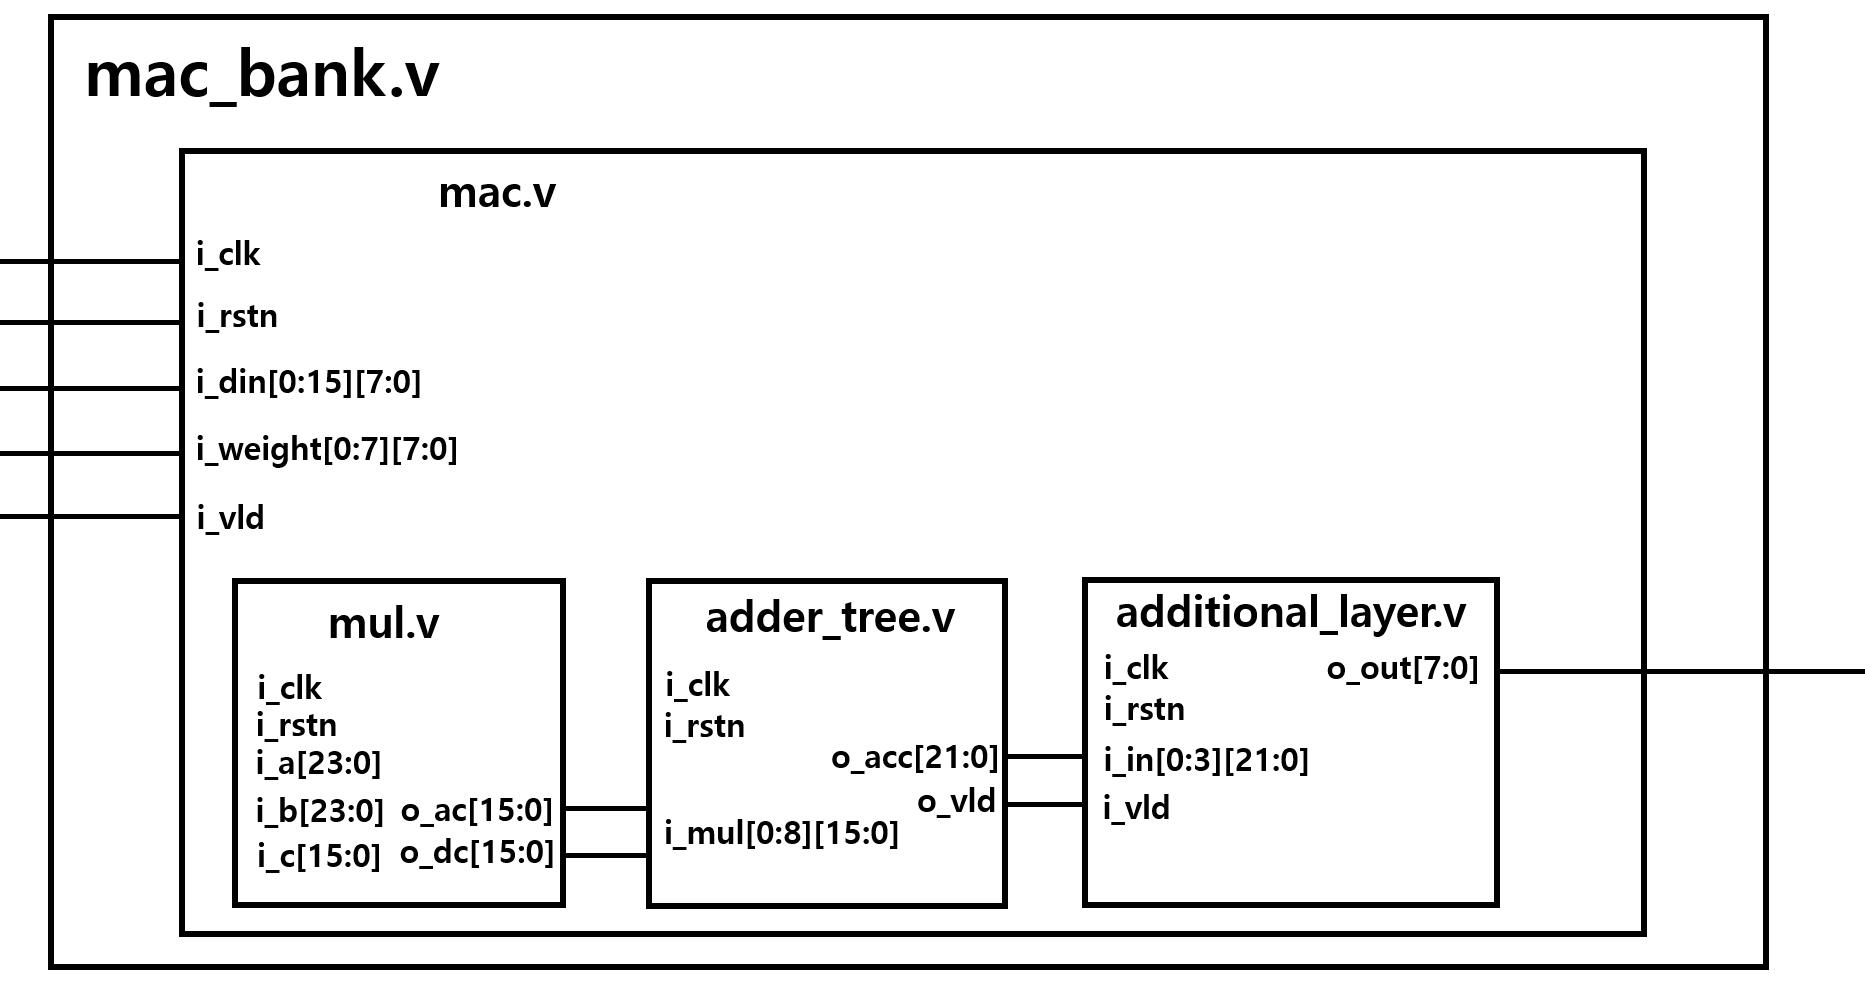 mac_bank.v
mac.v
i_clk
i_rstn
i_din[0:15][7:0]
i_weight[0:7][7:0]
i_vld
mul.v
i_clk
i_rstn
i_a[23:0]
i_b[23:0] o_ac[15:0]
i_c[15:0] o_dc[15:0]
adder_tree.v
i_clk
i_rstn
o_acc[21:0]
o_vld
i_mul[0:8][15:0]
additional_layer.v
i_clk o_out[7:0]
i_rstn
i_in[0:3][21:0]
i_vld